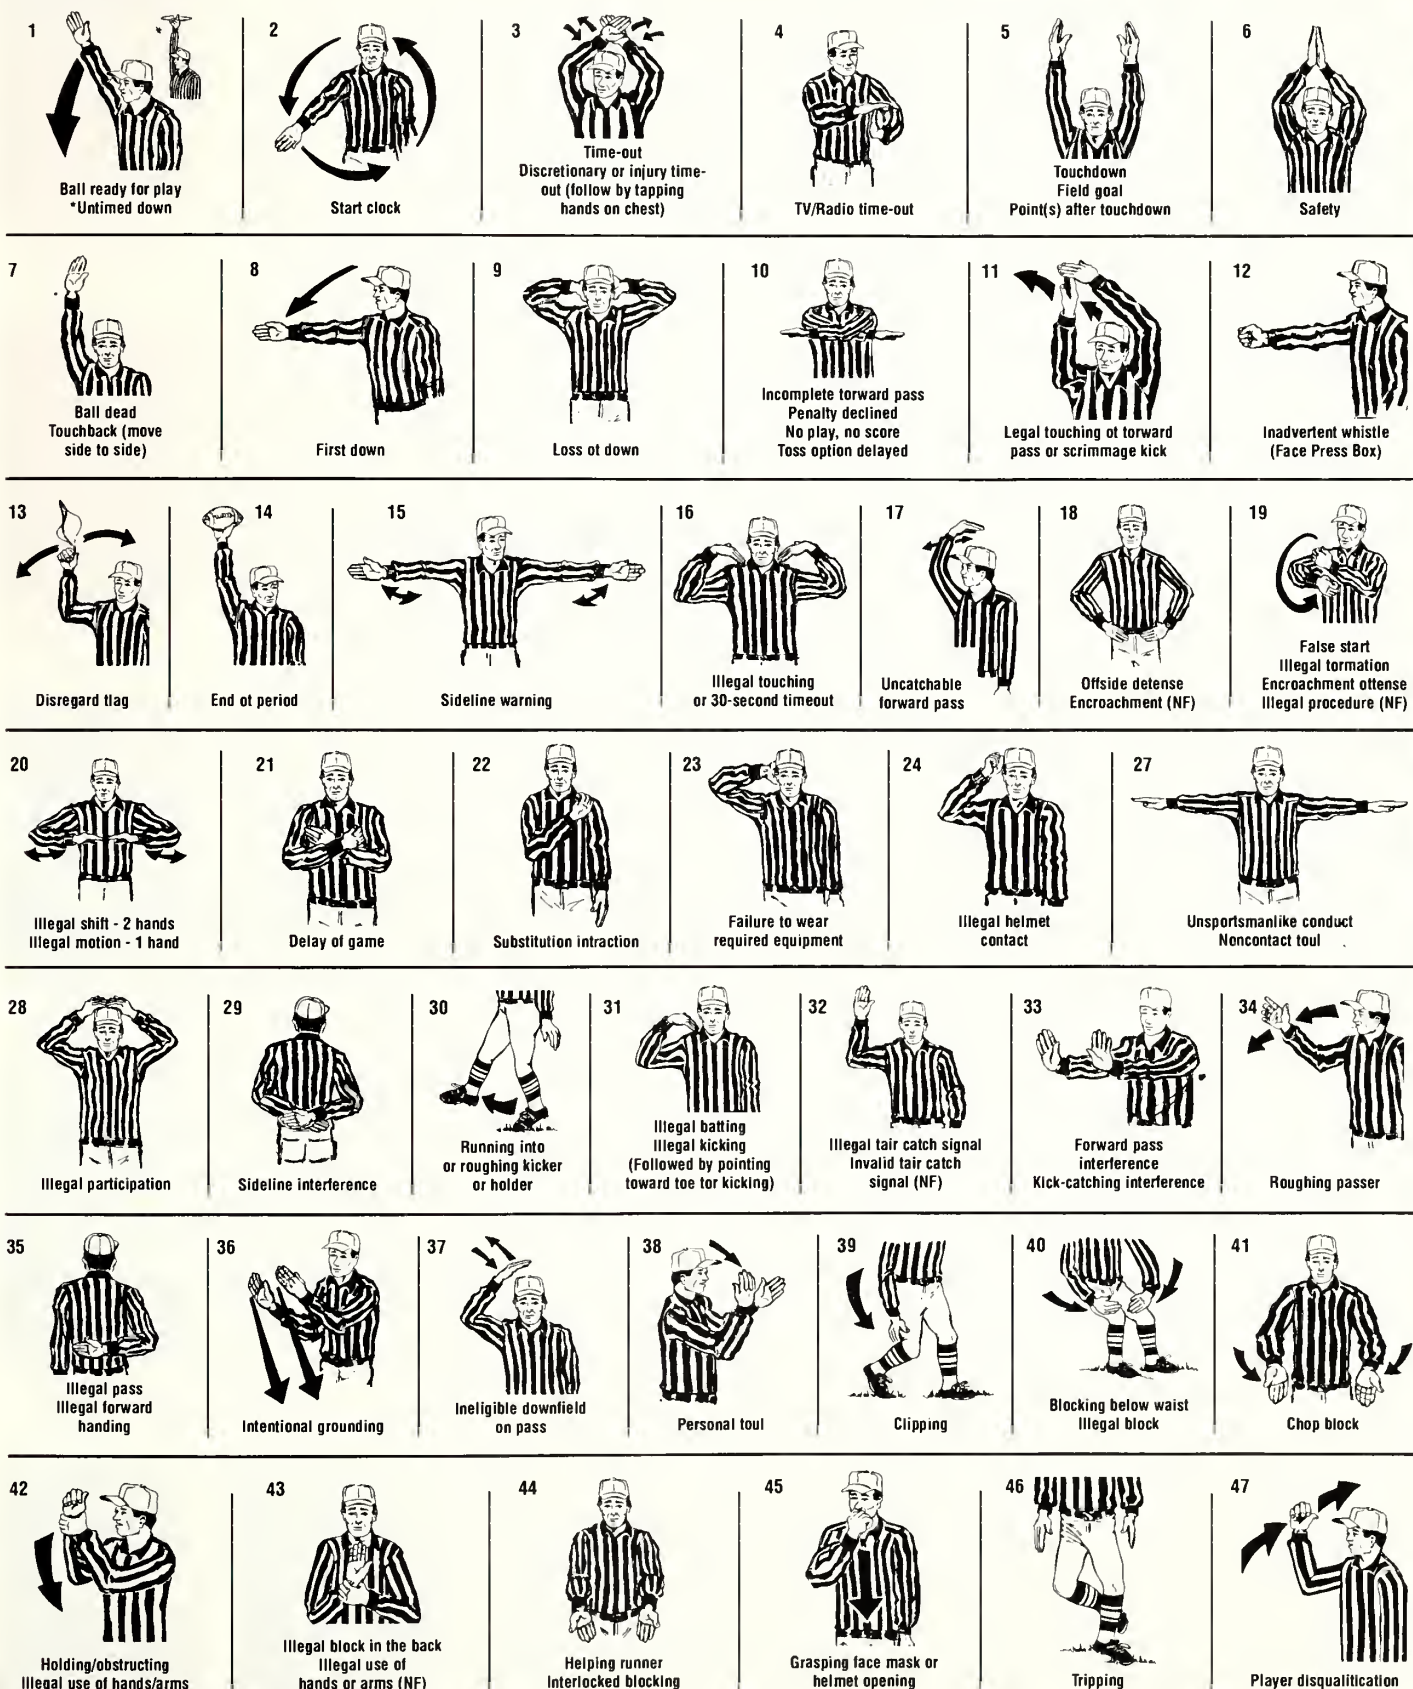 1
Ball ready for play
*Untimed down
2
Start clock
3
Time-out
Discretionary or injury time-
out (follow by tapping
hands on chest)
4
TV/Radio time-out
5
Touchdown
Field goal
Point(s) after touchdown
6
Safety
7
Ball dead
Touchback (move
side to side)
8
First down
9
Loss ot down
10
Incomplete torward pass
Penalty declined
No play, no score
Toss option delayed
11
Legal touching ot torward
pass or scrimmage kick
12
Inadvertent whistle
(Face Press Box)
13
Disregard tlag
14
End ot period
15
Sideline warning
16
Illegal touching
or 30-second timeout
17
Uncatchable
forward pass
18
Offside detense
Encroachment (NF)
19
False start
Illegal tormation
Encroachment ottense
Illegal procedure (NF)
20
Illegal shift - 2 hands
Illegal motion - 1 hand
21
Delay of game
22
Substitution intraction
23
Failure to wear
required equipment
24
Illegal helmet
contact
27
Unsportsmanlike conduct
Noncontact toul
28
Illegal participation
29
Sideline interference
30
Running into
or roughing kicker
or holder
31
Illegal batting
Illegal kicking
(Followed by pointing
toward toe tor kicking)
32
Illegal tair catch signal
Invalid tair catch
signal (NF)
33
Forward pass
interference
Kick-catching interference
34
Roughing passer
35
Illegal pass
Illegal forward
handing
36
Intentional grounding
37
Ineligible downfield
on pass
38
Personal toul
39
Clipping
40
Blocking below waist
Illegal block
41
Chop block
42
Holding/obstructing
Illegal use of hands/arms
43
Illegal block in the back
Illegal use of
hands or arms (NF)
44
Helping runner
Interlocked blocking
45
Grasping face mask or
helmet opening
46
Tripping
47
Player disqualitication